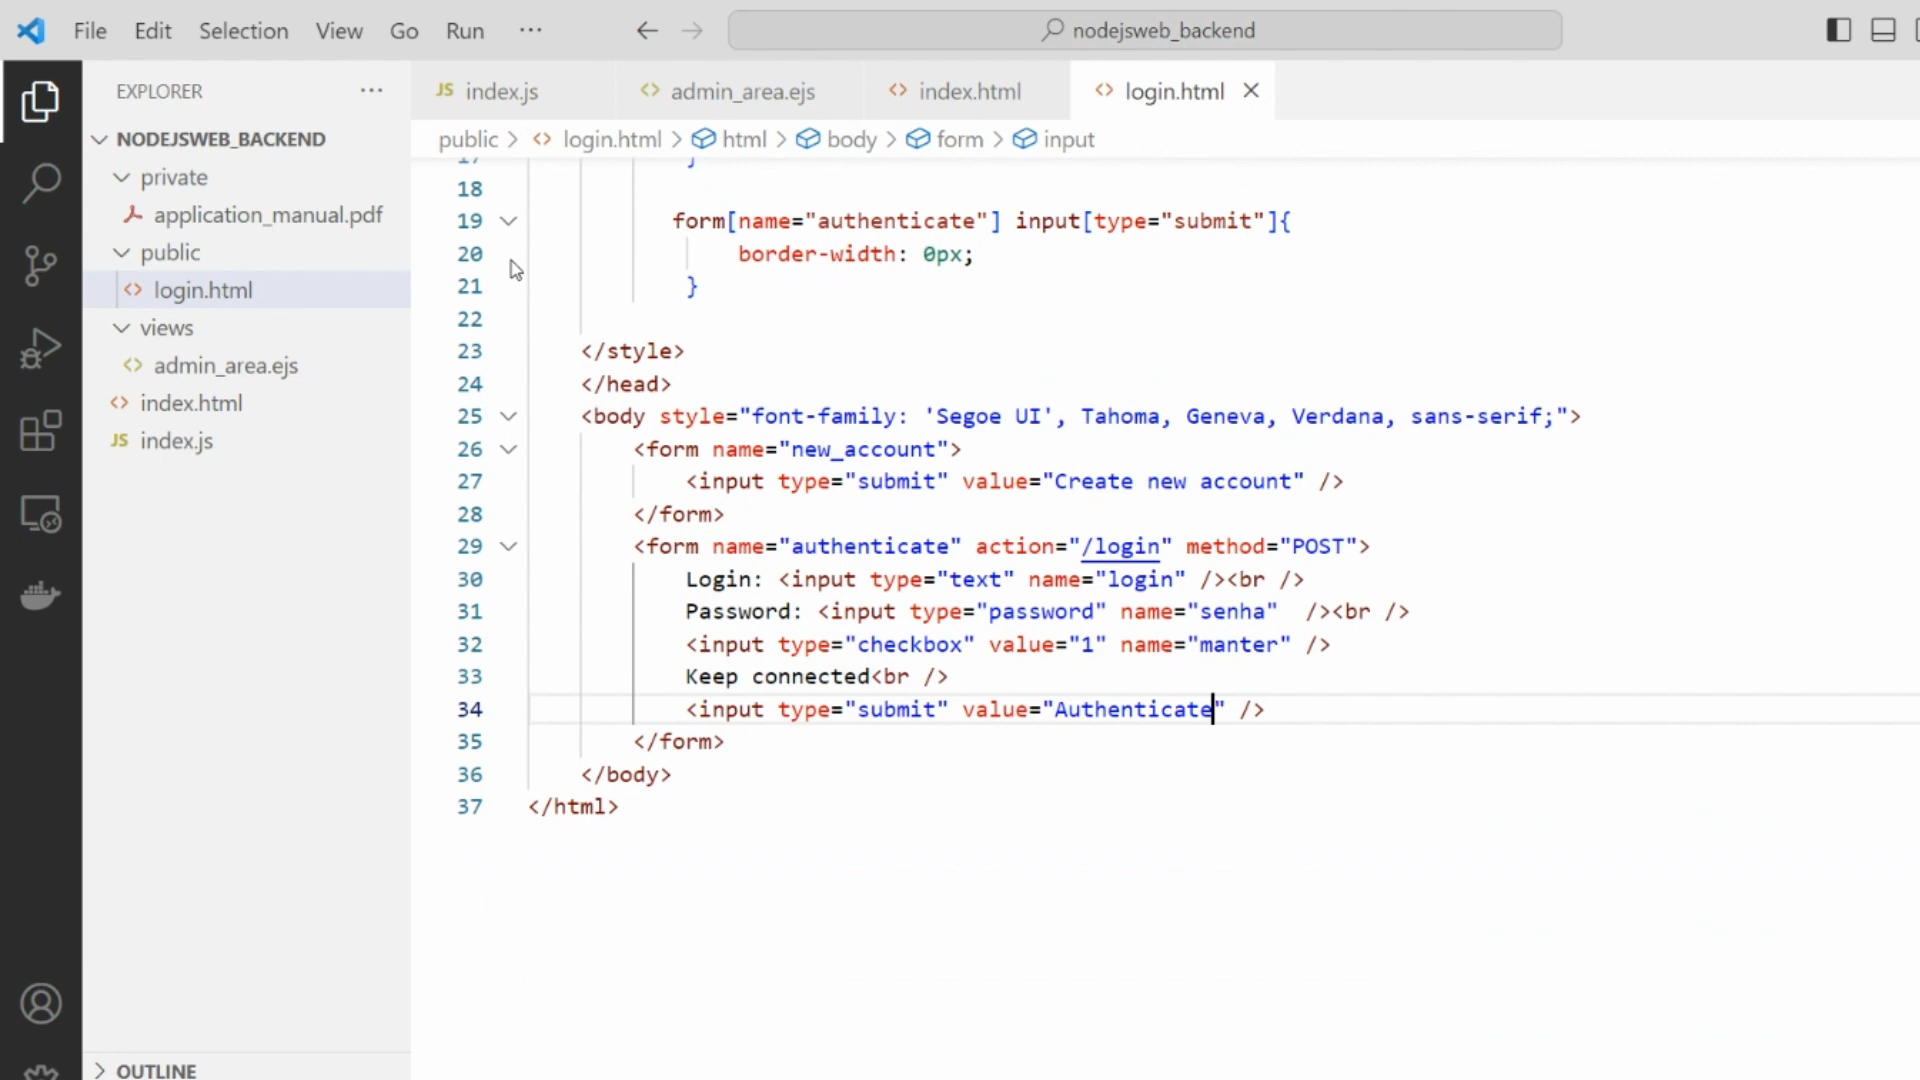 File Edit Selection View Go Run ··· nodejsweb_backend
EXPLORER ···
NODEJSWEB_BACKEND
private
application_manual.pdf
public
login.html
views
admin_area.ejs
index.html
JS index.js
OUTLINE
JS index.js admin_area.ejs index.html login.html
public > login.html > html > body > form > input
17 }
18
19 form[name="authenticate"] input[type="submit"]{
20 border-width: 0px;
21 }
22
23 </style>
24 </head>
25 <body style="font-family: 'Segoe UI', Tahoma, Geneva, Verdana, sans-serif;">
26 <form name="new_account">
27 <input type="submit" value="Create new account" />
28 </form>
29 <form name="authenticate" action="/login" method="POST">
30 Login: <input type="text" name="login" /><br />
31 Password: <input type="password" name="senha"  /><br />
32 <input type="checkbox" value="1" name="manter" />
33 Keep connected<br />
34 <input type="submit" value="Authenticate" />
35 </form>
36 </body>
37 </html>